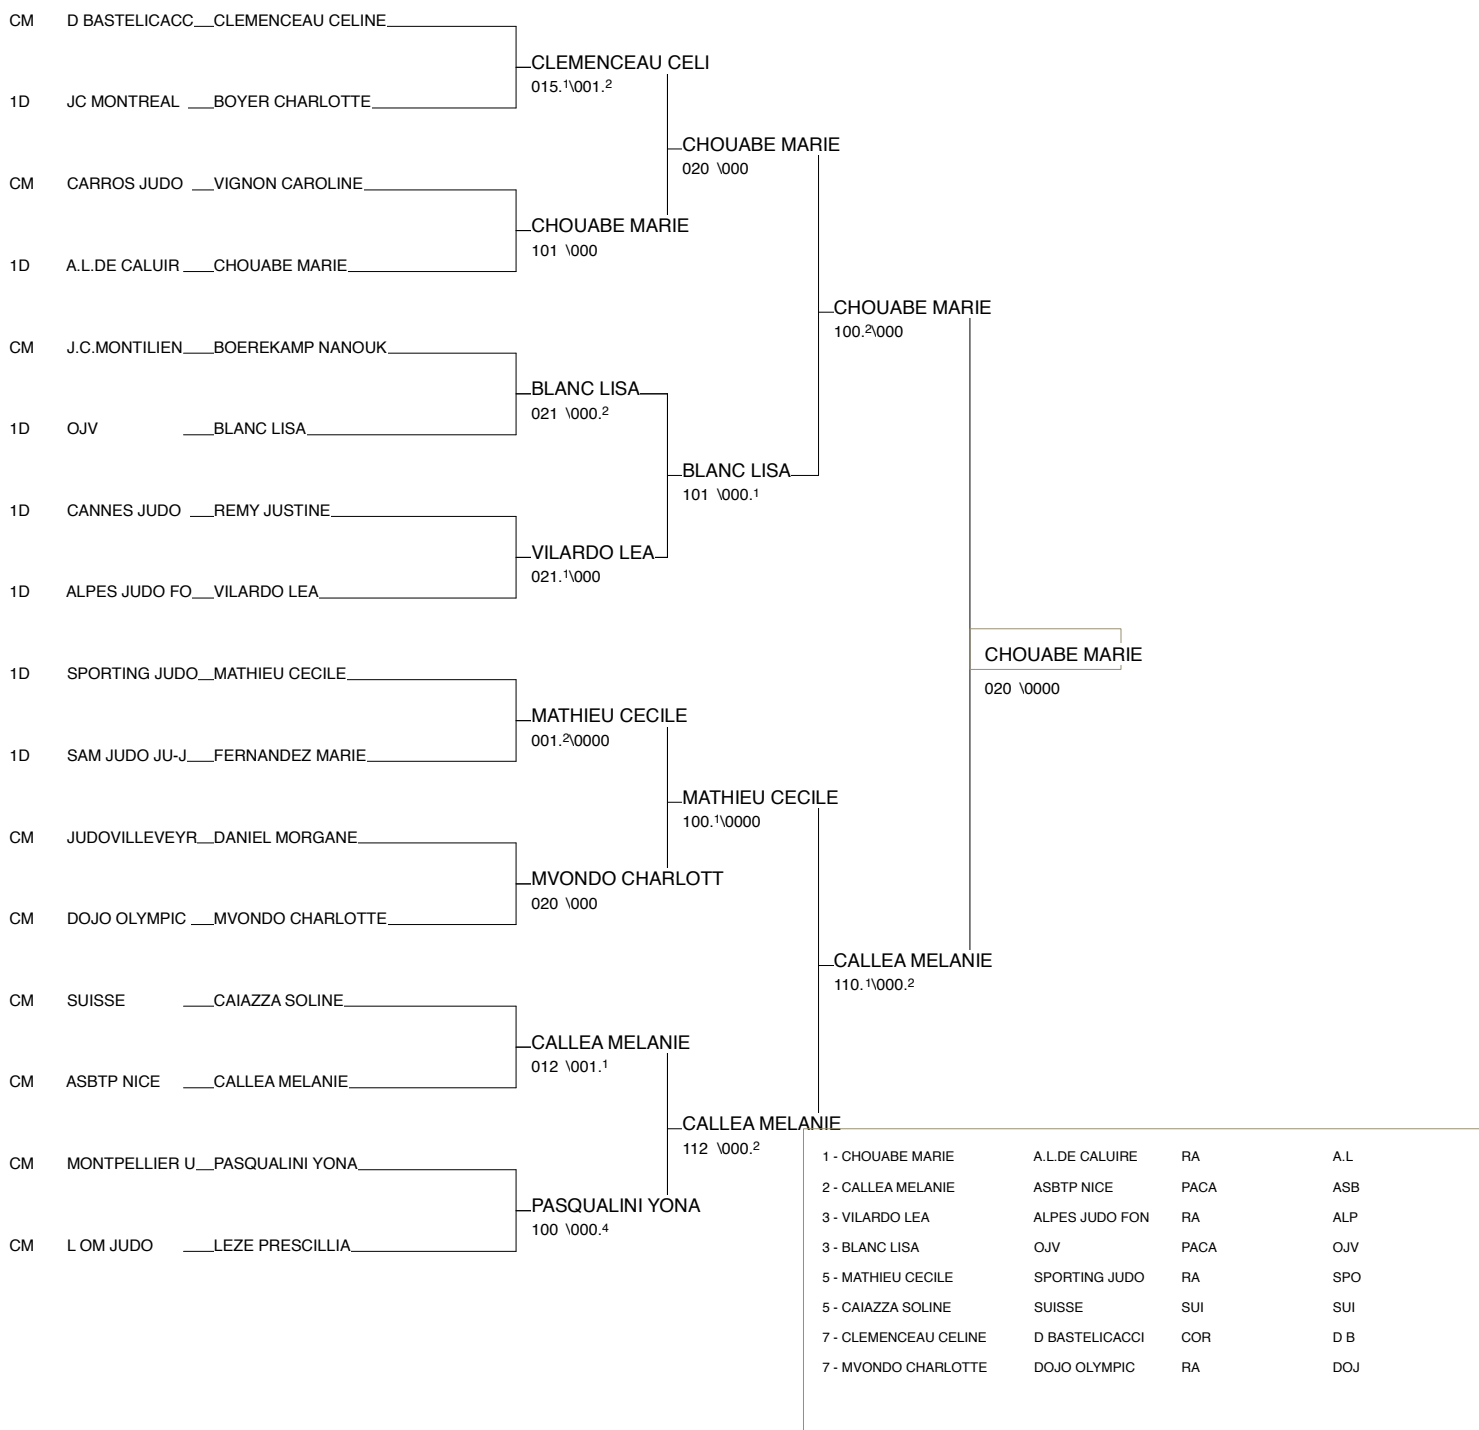 CM D BASTELICACC CLEMENCEAU CELINE
CLEMENCEAU CELI
015.¹\001.²
1D JC MONTREAL BOYER CHARLOTTE
CHOUABE MARIE
020 \000
CM CARROS JUDO VIGNON CAROLINE
CHOUABE MARIE
101 \000
1D A.L.DE CALUIR CHOUABE MARIE
CHOUABE MARIE
100.²\000
CM J.C.MONTILIEN BOEREKAMP NANOUK
BLANC LISA
021 \000.²
1D OJV BLANC LISA
BLANC LISA
101 \000.¹
1D CANNES JUDO REMY JUSTINE
VILARDO LEA
021.¹\000
1D ALPES JUDO FO VILARDO LEA
CHOUABE MARIE
020 \0000
1D SPORTING JUDO MATHIEU CECILE
MATHIEU CECILE
001.²\0000
1D SAM JUDO JU-J FERNANDEZ MARIE
MATHIEU CECILE
100.¹\0000
CM JUDOVILLEVEYR DANIEL MORGANE
MVONDO CHARLOTT
020 \000
CM DOJO OLYMPIC MVONDO CHARLOTTE
CALLEA MELANIE
110.¹\000.²
CM SUISSE CAIAZZA SOLINE
CALLEA MELANIE
012 \001.¹
CM ASBTP NICE CALLEA MELANIE
CALLEA MELANIE
112 \000.²
CM MONTPELLIER U PASQUALINI YONA
PASQUALINI YONA
100 \000.⁴
CM L OM JUDO LEZE PRESCILLIA
1 - CHOUABE MARIE A.L.DE CALUIRE RA A.L
2 - CALLEA MELANIE ASBTP NICE PACA ASB
3 - VILARDO LEA ALPES JUDO FON RA ALP
3 - BLANC LISA OJV PACA OJV
5 - MATHIEU CECILE SPORTING JUDO RA SPO
5 - CAIAZZA SOLINE SUISSE SUI SUI
7 - CLEMENCEAU CELINE D BASTELICACCI COR D B
7 - MVONDO CHARLOTTE DOJO OLYMPIC RA DOJ